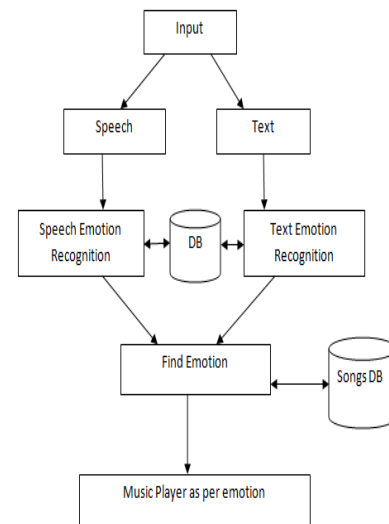 Input
Speech
Text
Speech Emotion
Recognition
DB
Text Emotion
Recognition
Find Emotion
Songs DB
Music Player as per emotion